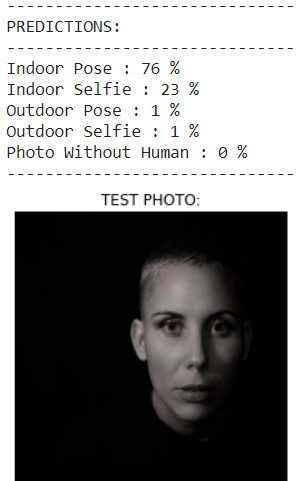 ------------------------------
PREDICTIONS:
------------------------------
Indoor Pose : 76 %
Indoor Selfie : 23 %
Outdoor Pose : 1 %
Outdoor Selfie : 1 %
Photo Without Human : 0 %
------------------------------
TEST PHOTO: